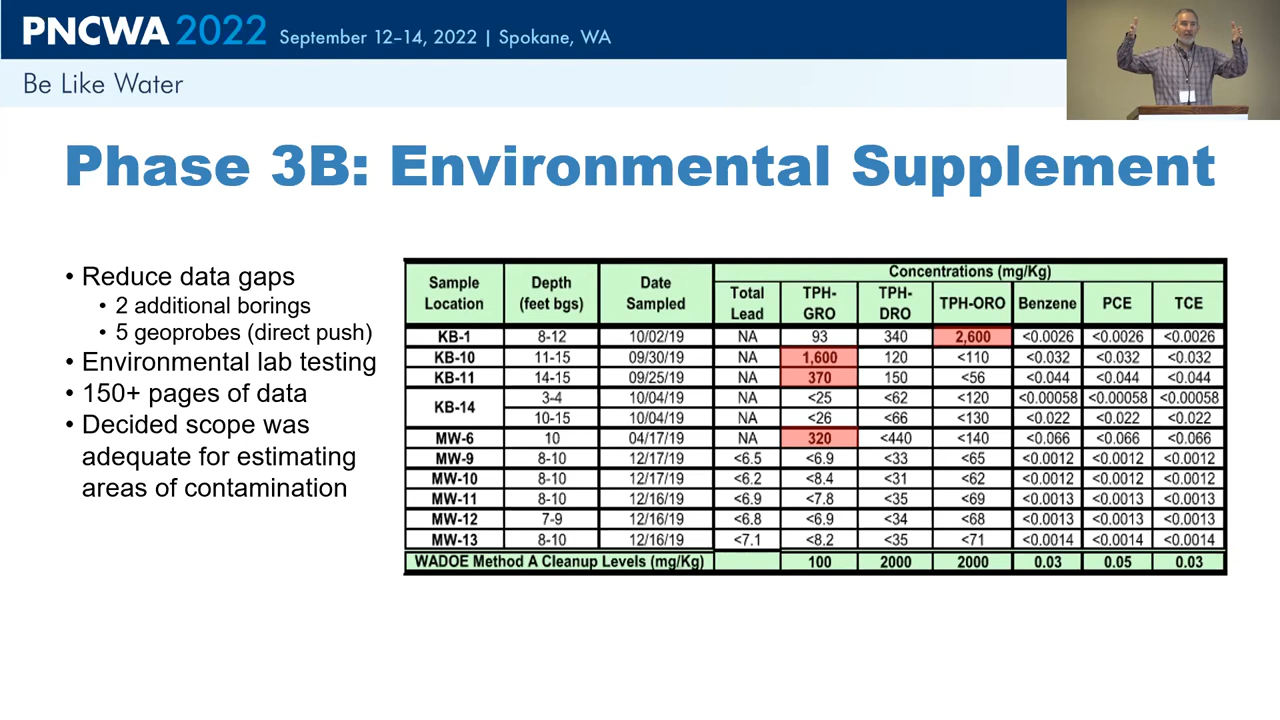 PNCWA 2022 September 12–14, 2022 | Spokane, WA
Be Like Water
Phase 3B: Environmental Supplement
• Reduce data gaps
• 2 additional borings
• 5 geoprobes (direct push)
• Environmental lab testing
• 150+ pages of data
• Decided scope was
adequate for estimating
areas of contamination
Sample Location Depth (feet bgs) Date Sampled Concentrations (mg/Kg)
Total Lead TPH-GRO TPH-DRO TPH-ORO Benzene PCE TCE
KB-1 8-12 10/02/19 NA 93 340 2,600 <0.0026 <0.0026 <0.0026
KB-10 11-15 09/30/19 NA 1,600 120 <110 <0.032 <0.032 <0.032
KB-11 14-15 09/25/19 NA 370 150 <56 <0.044 <0.044 <0.044
KB-14 3-4 10/04/19 NA <25 <62 <120 <0.00058 <0.00058 <0.00058
10-15 10/04/19 NA <26 <66 <130 <0.022 <0.022 <0.022
MW-6 10 04/17/19 NA 320 <440 <140 <0.066 <0.066 <0.066
MW-9 8-10 12/17/19 <6.5 <6.9 <33 <65 <0.0012 <0.0012 <0.0012
MW-10 8-10 12/17/19 <6.2 <8.4 <31 <62 <0.0012 <0.0012 <0.0012
MW-11 8-10 12/16/19 <6.9 <7.8 <35 <69 <0.0013 <0.0013 <0.0013
MW-12 7-9 12/16/19 <6.8 <6.9 <34 <68 <0.0013 <0.0013 <0.0013
MW-13 8-10 12/16/19 <7.1 <8.2 <35 <71 <0.0014 <0.0014 <0.0014
WADOE Method A Cleanup Levels (mg/Kg) 100 2000 2000 0.03 0.05 0.03